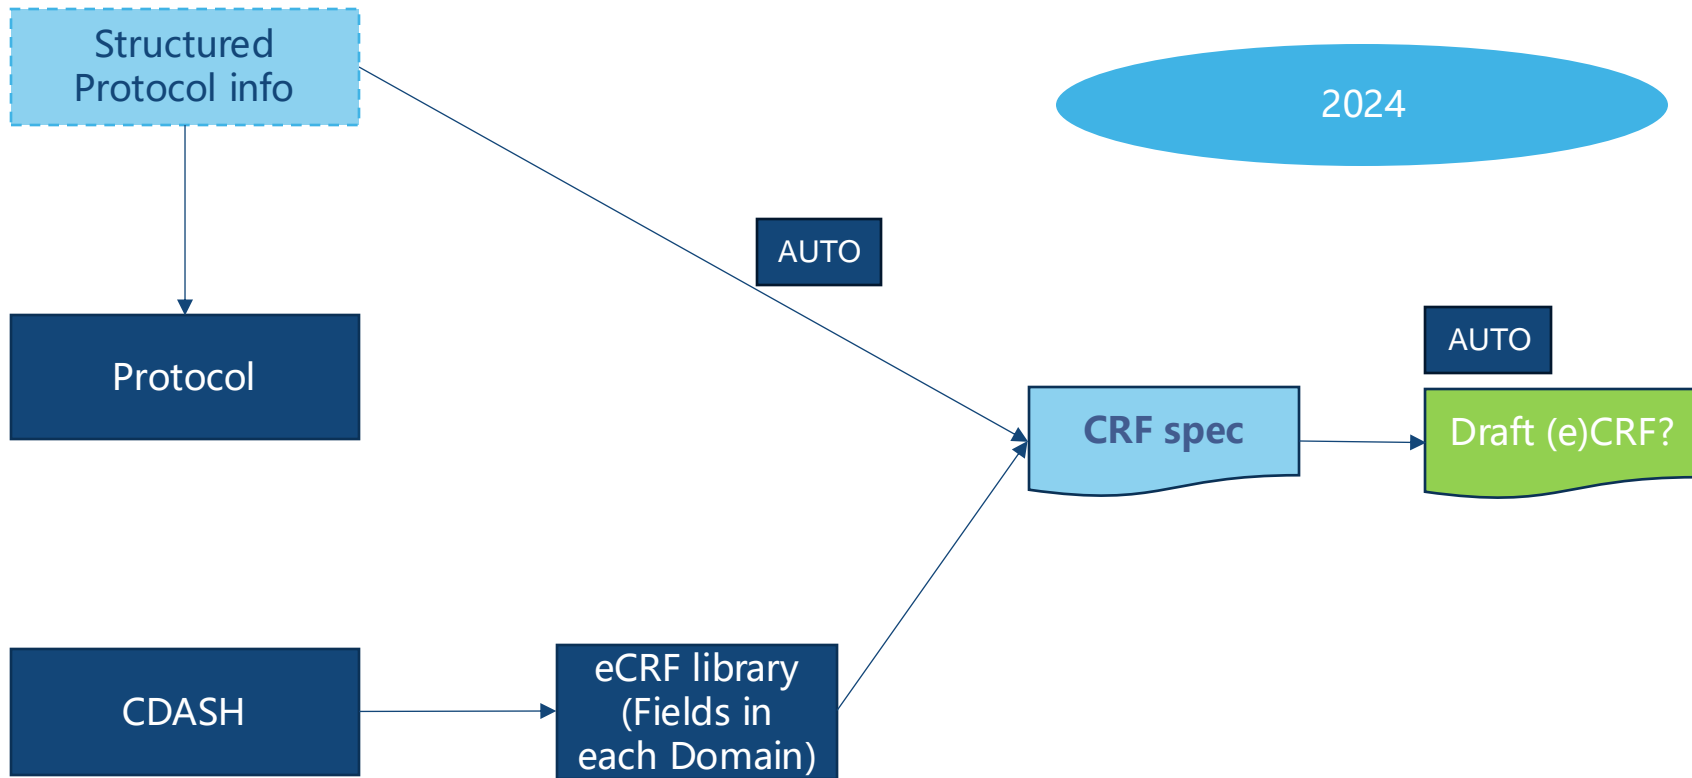 Structured
Protocol info
2024
AUTO
AUTO
Protocol
CRF spec
Draft (e)CRF?
CDASH
eCRF library
(Fields in
each Domain)